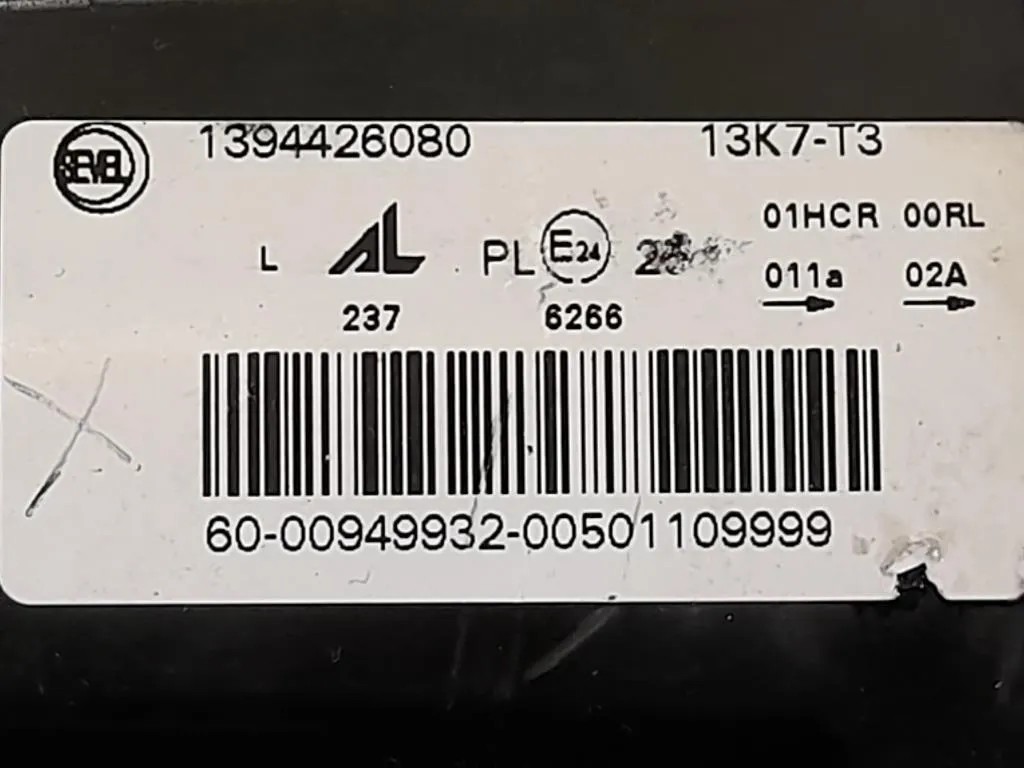 SEVEL 1394426080 13K7-T3
01HCR 00RL
L AL PL E24
011a 02A
237 6266
60-00949932-00501109999